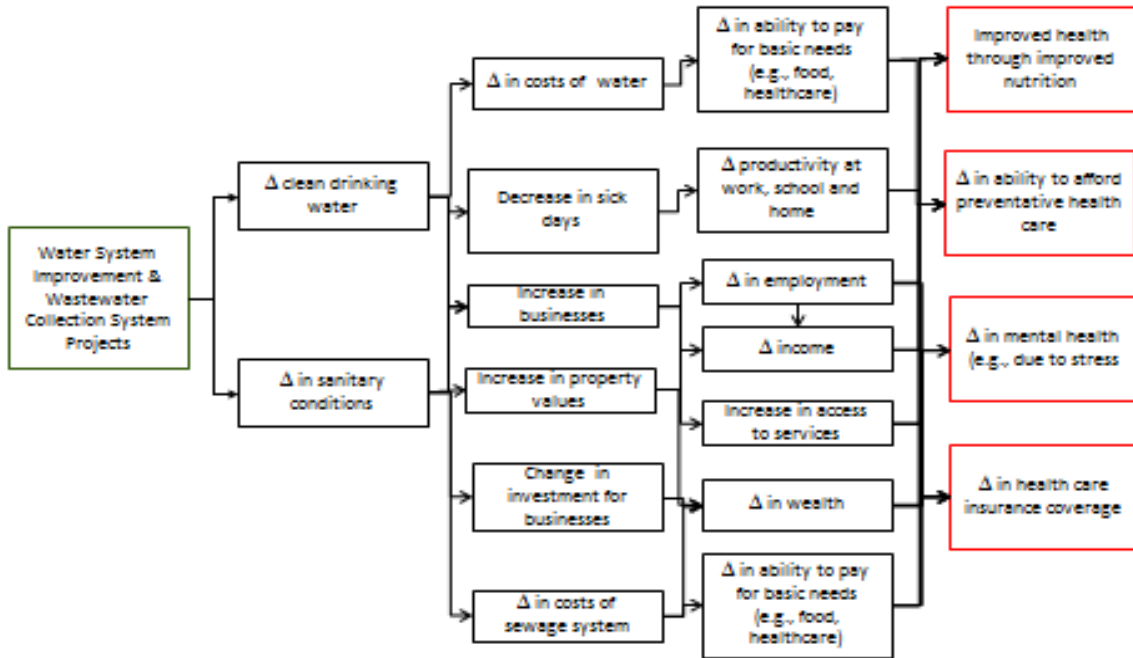 Water System
Improvement &
Wastewater
Collection System
Projects
Δ clean drinking
water
Δ in sanitary
conditions
Δ in costs of water
Decrease in sick
days
Increase in
businesses
Increase in property
values
Change in
investment for
businesses
Δ in costs of
sewage system
Δ in ability to pay
for basic needs
(e.g., food,
healthcare)
Δ productivity at
work, school and
home
Δ in employment
Δ income
Increase in access
to services
Δ in wealth
Δ in ability to pay
for basic needs
(e.g., food,
healthcare)
Improved health
through improved
nutrition
Δ in ability to afford
preventative health
care
Δ in mental health
(e.g., due to stress
Δ in health care
insurance coverage